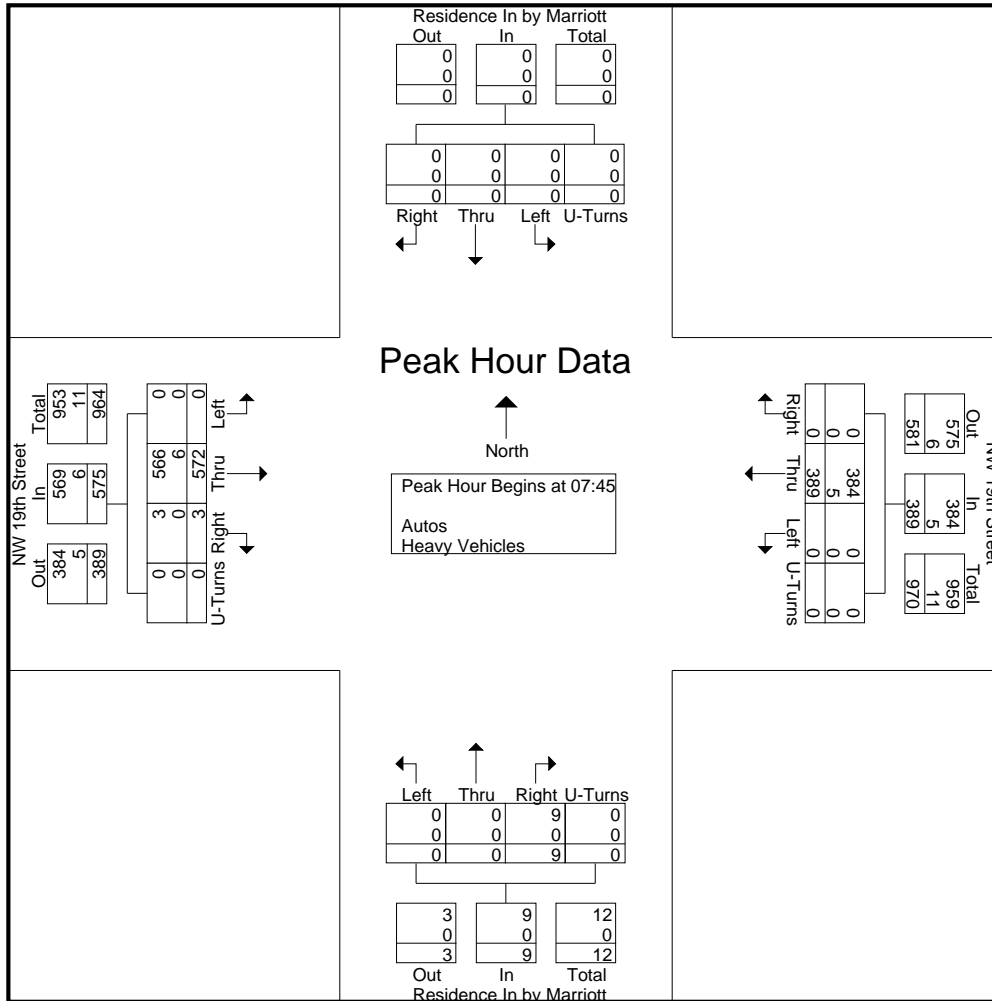 Residence In by Marriott
Out In Total
0 0 0
0 0 0
0 0 0
0 0 0 0
0 0 0 0
0 0 0 0
Right Thru Left U-Turns
Peak Hour Data
North
Peak Hour Begins at 07:45
Autos
Heavy Vehicles
NW 19th Street
Out In Total
384 569 953
5 6 11
389 575 964
U-Turns Right Thru Left
0 3 566 0
0 0 6 0
0 3 572 0
NW 19th Street
Out In Total
575 384 959
6 5 11
581 389 970
Right Thru Left U-Turns
0 384 0 0
0 5 0 0
0 389 0 0
Left Thru Right U-Turns
0 0 9 0
0 0 0 0
0 0 9 0
3 9 12
0 0 0
3 9 12
Out In Total
Residence In by Marriott